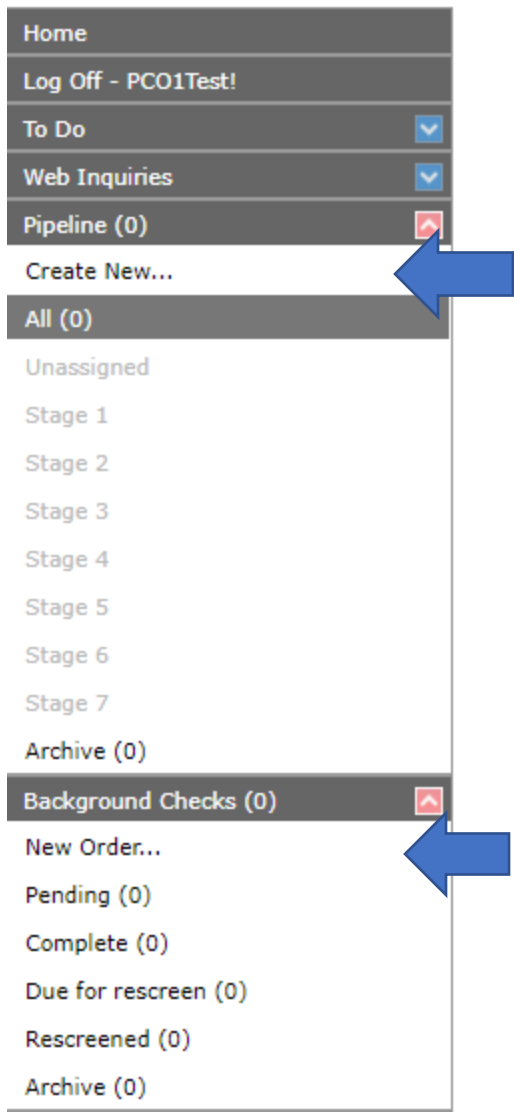 Home
Log Off - PCO1Test!
To Do
Web Inquiries
Pipeline (0)
Create New...
All (0)
Unassigned
Stage 1
Stage 2
Stage 3
Stage 4
Stage 5
Stage 6
Stage 7
Archive (0)
Background Checks (0)
New Order...
Pending (0)
Complete (0)
Due for rescreen (0)
Rescreened (0)
Archive (0)